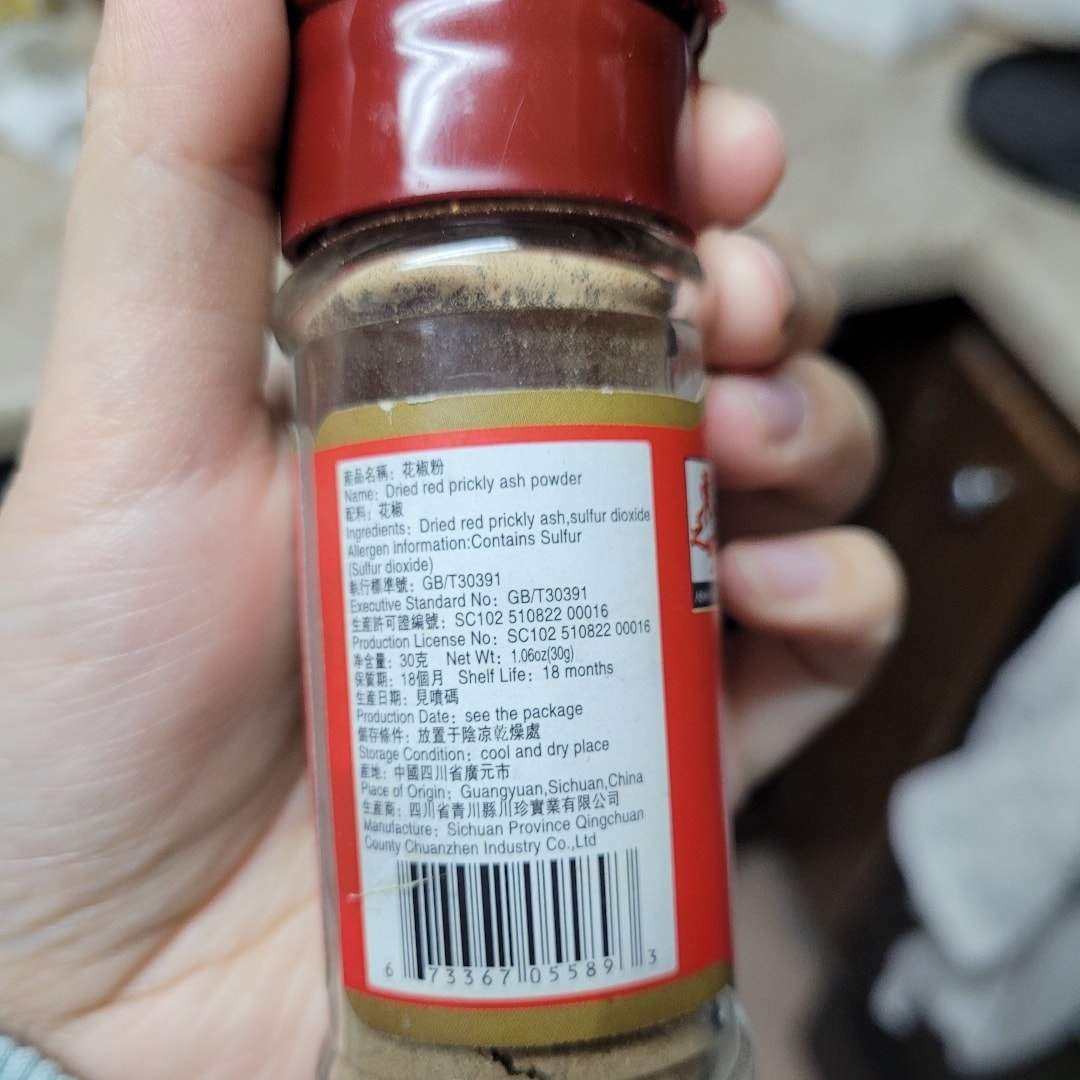 産品名稱：花椒粉
Name：Dried red prickly ash powder
配料：花椒
Ingredients：Dried red prickly ash,sulfur dioxide
Allergen information:Contains Sulfur
(Sulfur dioxide)
執行標準號：GB/T30391
Executive Standard No：GB/T30391
生産許可證編號：SC102 510822 00016
Production License No：SC102 510822 00016
净含量：30克 Net Wt：1.06oz(30g)
保質期：18個月 Shelf Life：18 months
生産日期：見噴碼
Production Date：see the package
儲存條件：放置于陰凉乾燥處
Storage Condition：cool and dry place
産地：中國四川省廣元市
Place of Origin：Guangyuan,Sichuan,China
生産商：四川省青川縣川珍實業有限公司
Manufacture：Sichuan Province Qingchuan
County Chuanzhen Industry Co.,Ltd
6 73367 05589 3